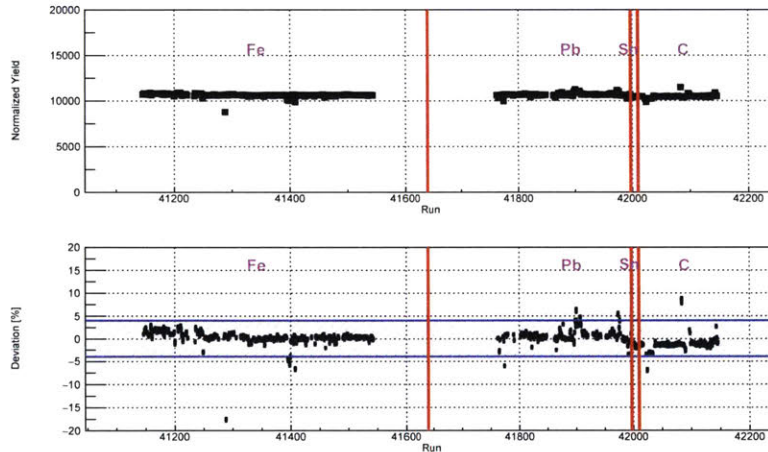 20000
15000
10000
5000
0
Normalized Yield
Fe
Pb
Sn
C
41200
41400
41600
41800
42000
42200
Run
20
15
10
5
0
−5
−10
−15
−20
Deviation [%]
Fe
Pb
Sn
C
41200
41400
41600
41800
42000
42200
Run